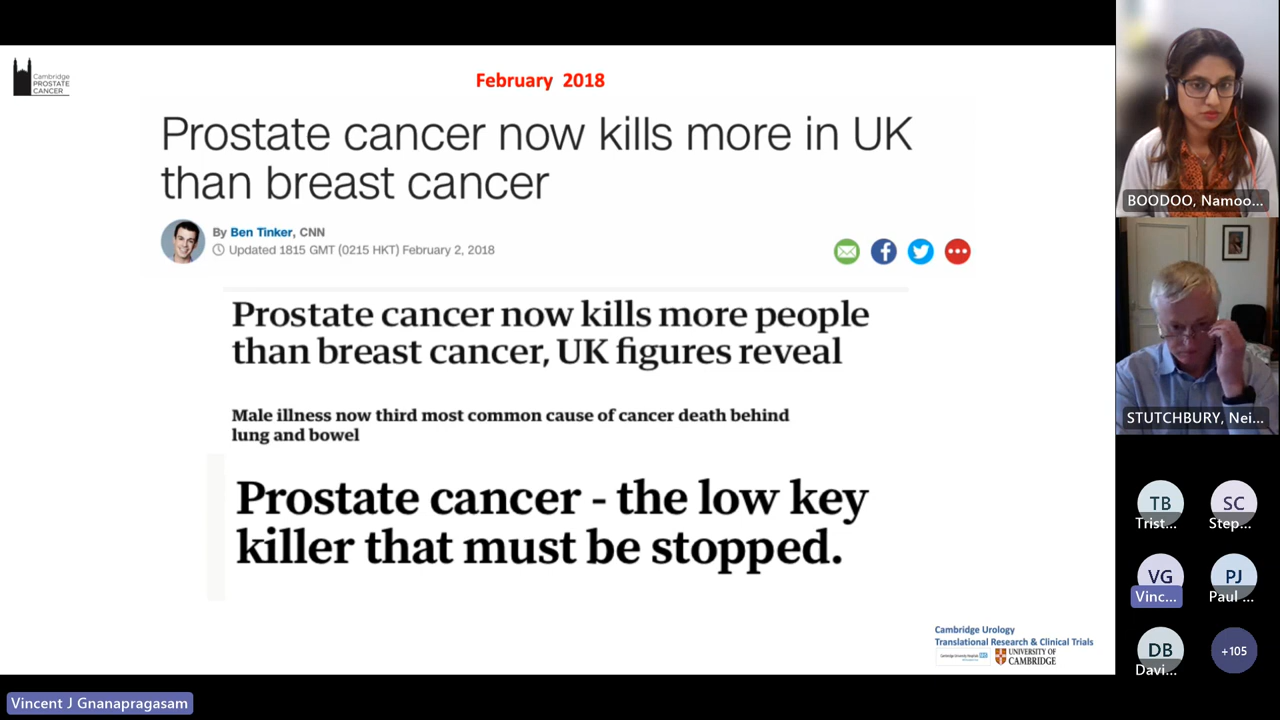 Cambridge
PROSTATE
CANCER
February 2018
Prostate cancer now kills more in UK
than breast cancer
By Ben Tinker, CNN
Updated 1815 GMT (0215 HKT) February 2, 2018
Prostate cancer now kills more people
than breast cancer, UK figures reveal
Male illness now third most common cause of cancer death behind
lung and bowel
Prostate cancer - the low key
killer that must be stopped.
Cambridge Urology
Translational Research & Clinical Trials
Cambridge University Hospitals
NHS
UNIVERSITY OF
CAMBRIDGE
BOODOO, Namoo...
STUTCHBURY, Nei...
TB
Trist...
SC
Step...
VG
Vinc...
PJ
Paul ...
DB
Davi...
+105
Vincent J Gnanapragasam